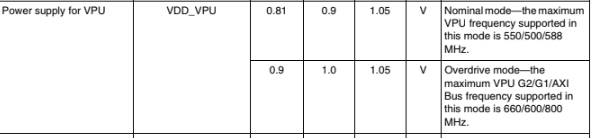 Power supply for VPU VDD_VPU 0.81 0.9 1.05 V Nominal mode—the maximum
VPU frequency supported in
this mode is 550/500/588
MHz.
0.9 1.0 1.05 V Overdrive mode—the
maximum VPU G2/G1/AXI
Bus frequency supported in
this mode is 660/600/800
MHz.